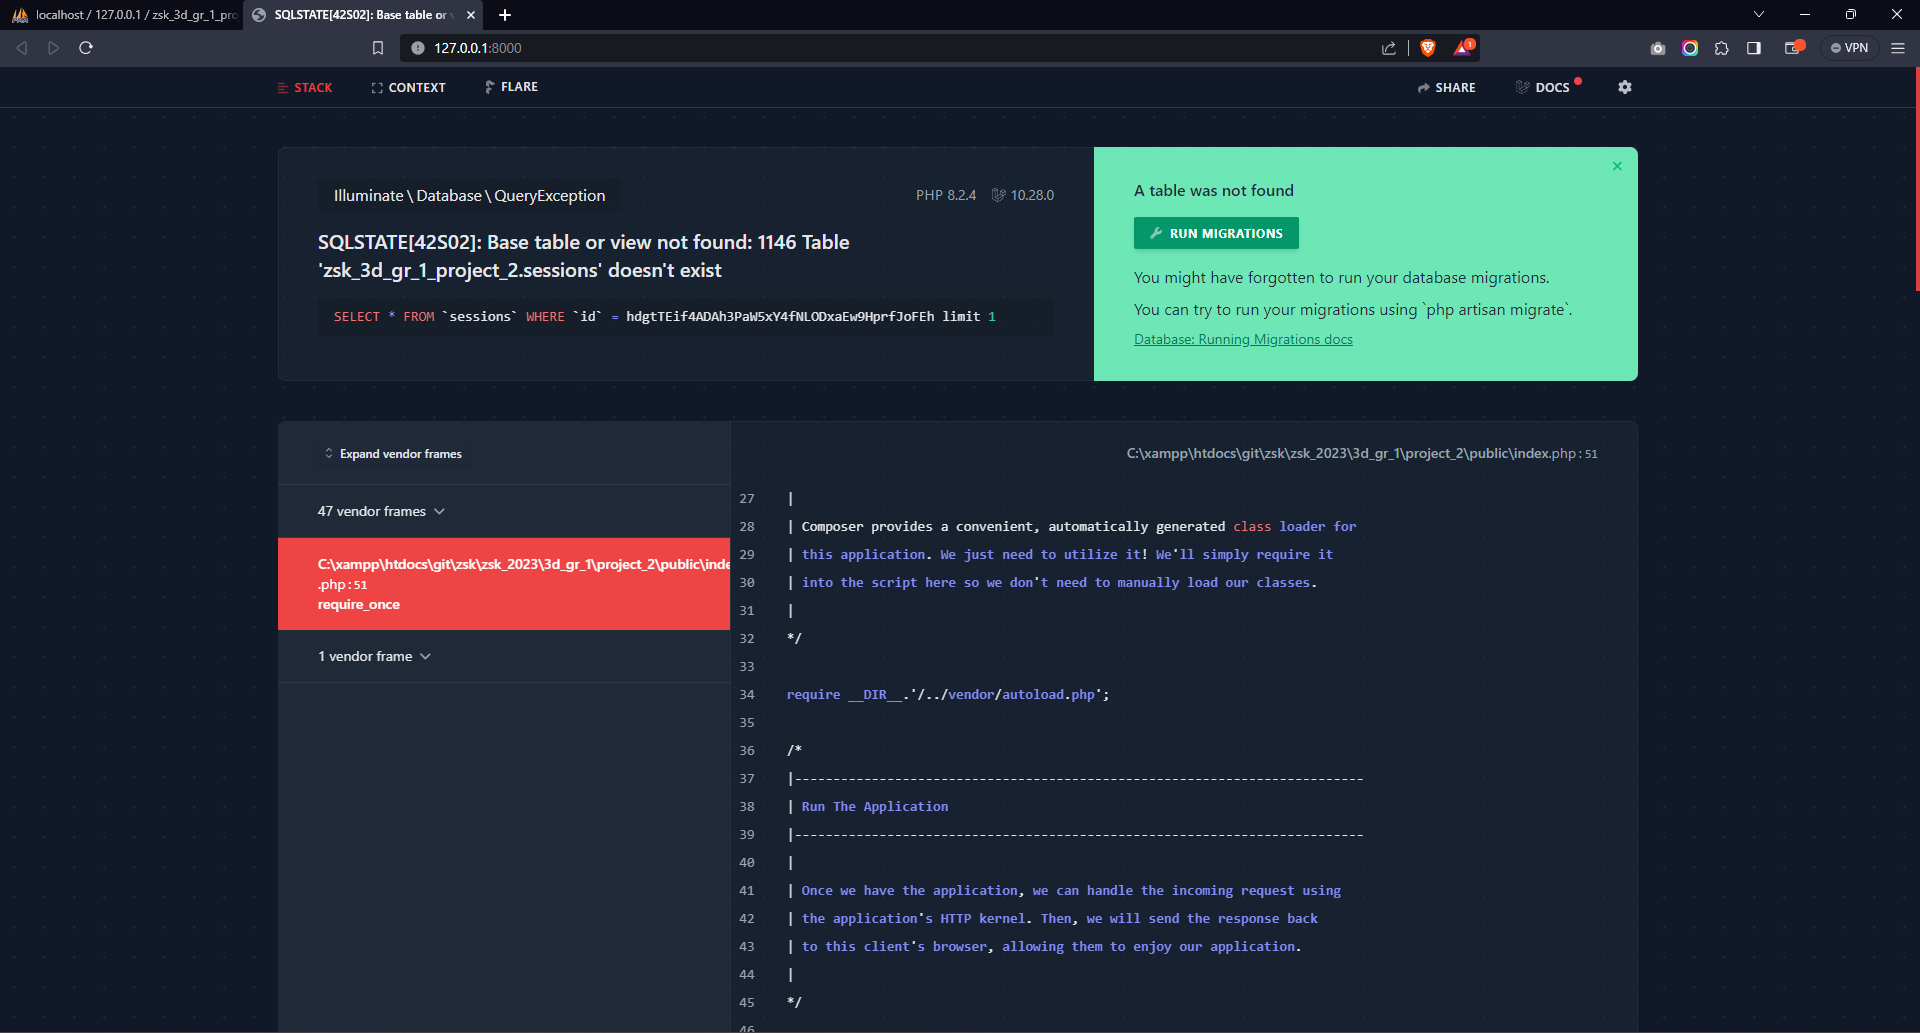 localhost / 127.0.0.1 / zsk_3d_gr_1_pro
SQLSTATE[42S02]: Base table or v
127.0.0.1:8000
1
VPN
STACK
CONTEXT
FLARE
SHARE
DOCS
Illuminate \ Database \ QueryException
PHP 8.2.4
10.28.0
SQLSTATE[42S02]: Base table or view not found: 1146 Table
'zsk_3d_gr_1_project_2.sessions' doesn't exist
SELECT * FROM `sessions` WHERE `id` = hdgtTEif4ADAh3PaW5xY4fNLODxaEw9HprfJoFEh limit 1
A table was not found
RUN MIGRATIONS
You might have forgotten to run your database migrations.
You can try to run your migrations using `php artisan migrate`.
Database: Running Migrations docs
Expand vendor frames
47 vendor frames
C:\xampp\htdocs\git\zsk\zsk_2023\3d_gr_1\project_2\public\inde
.php:51
require_once
1 vendor frame
C:\xampp\htdocs\git\zsk\zsk_2023\3d_gr_1\project_2\public\index.php:51
27 |
28 | Composer provides a convenient, automatically generated class loader for
29 | this application. We just need to utilize it! We'll simply require it
30 | into the script here so we don't need to manually load our classes.
31 |
32 */
33
34 require __DIR__.'/../vendor/autoload.php';
35
36 /*
37 |--------------------------------------------------------------------------
38 | Run The Application
39 |--------------------------------------------------------------------------
40 |
41 | Once we have the application, we can handle the incoming request using
42 | the application's HTTP kernel. Then, we will send the response back
43 | to this client's browser, allowing them to enjoy our application.
44 |
45 */
46